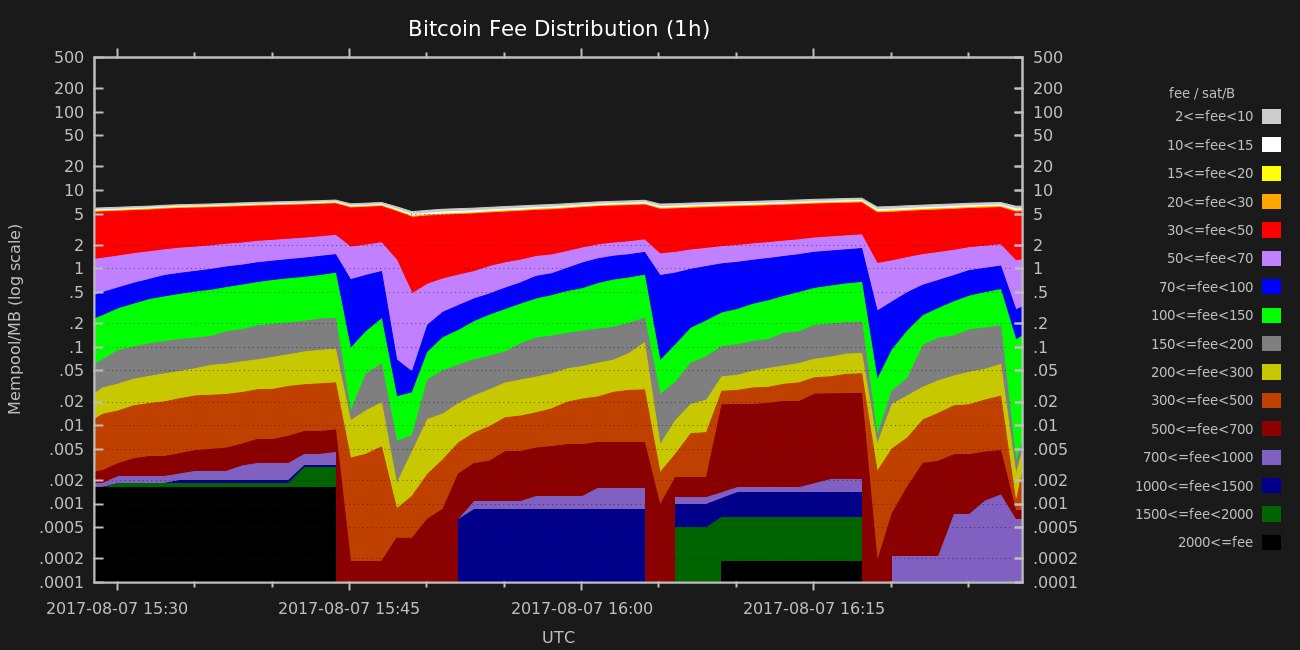 Bitcoin Fee Distribution (1h)
500
200
100
50
20
10
5
2
1
.5
.2
.1
.05
.02
.01
.005
.002
.001
.0005
.0002
.0001
Mempool/MB (log scale)
500
200
100
50
20
10
5
2
1
.5
.2
.1
.05
.02
.01
.005
.002
.001
.0005
.0002
.0001
2017-08-07 15:30
2017-08-07 15:45
2017-08-07 16:00
2017-08-07 16:15
UTC
fee / sat/B
2<=fee<10
10<=fee<15
15<=fee<20
20<=fee<30
30<=fee<50
50<=fee<70
70<=fee<100
100<=fee<150
150<=fee<200
200<=fee<300
300<=fee<500
500<=fee<700
700<=fee<1000
1000<=fee<1500
1500<=fee<2000
2000<=fee